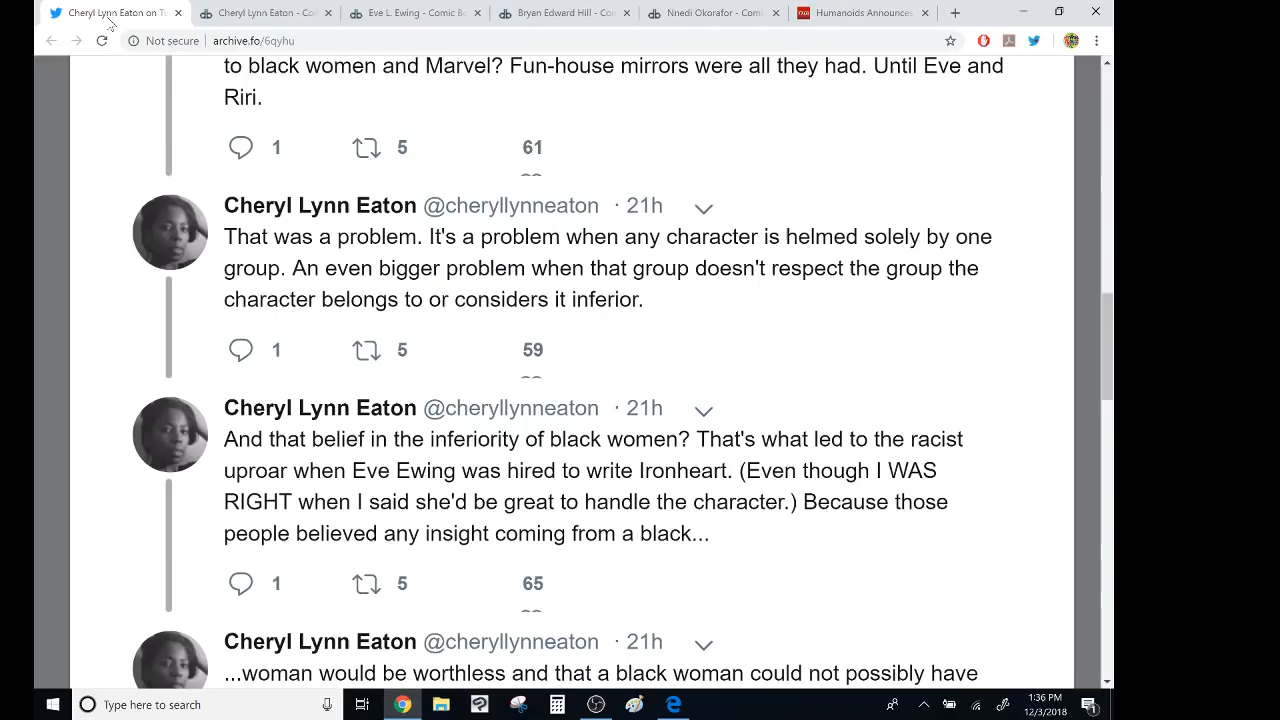 Cheryl Lynn Eaton on Tw
Cheryl Lynn Eaton - Com
Eve L. Ewing - Comic Bo
Bryan Edward Hill - Com
Nnedi Okorafor - Comi
Humanoids Announces
Not secure archive.fo/6qyhu
to black women and Marvel? Fun-house mirrors were all they had. Until Eve and
Riri.
1 5 61
Cheryl Lynn Eaton @cheryllynneaton · 21h
That was a problem. It's a problem when any character is helmed solely by one
group. An even bigger problem when that group doesn't respect the group the
character belongs to or considers it inferior.
1 5 59
Cheryl Lynn Eaton @cheryllynneaton · 21h
And that belief in the inferiority of black women? That's what led to the racist
uproar when Eve Ewing was hired to write Ironheart. (Even though I WAS
RIGHT when I said she'd be great to handle the character.) Because those
people believed any insight coming from a black...
1 5 65
Cheryl Lynn Eaton @cheryllynneaton · 21h
...woman would be worthless and that a black woman could not possibly have
Type here to search
1:36 PM
12/3/2018
1